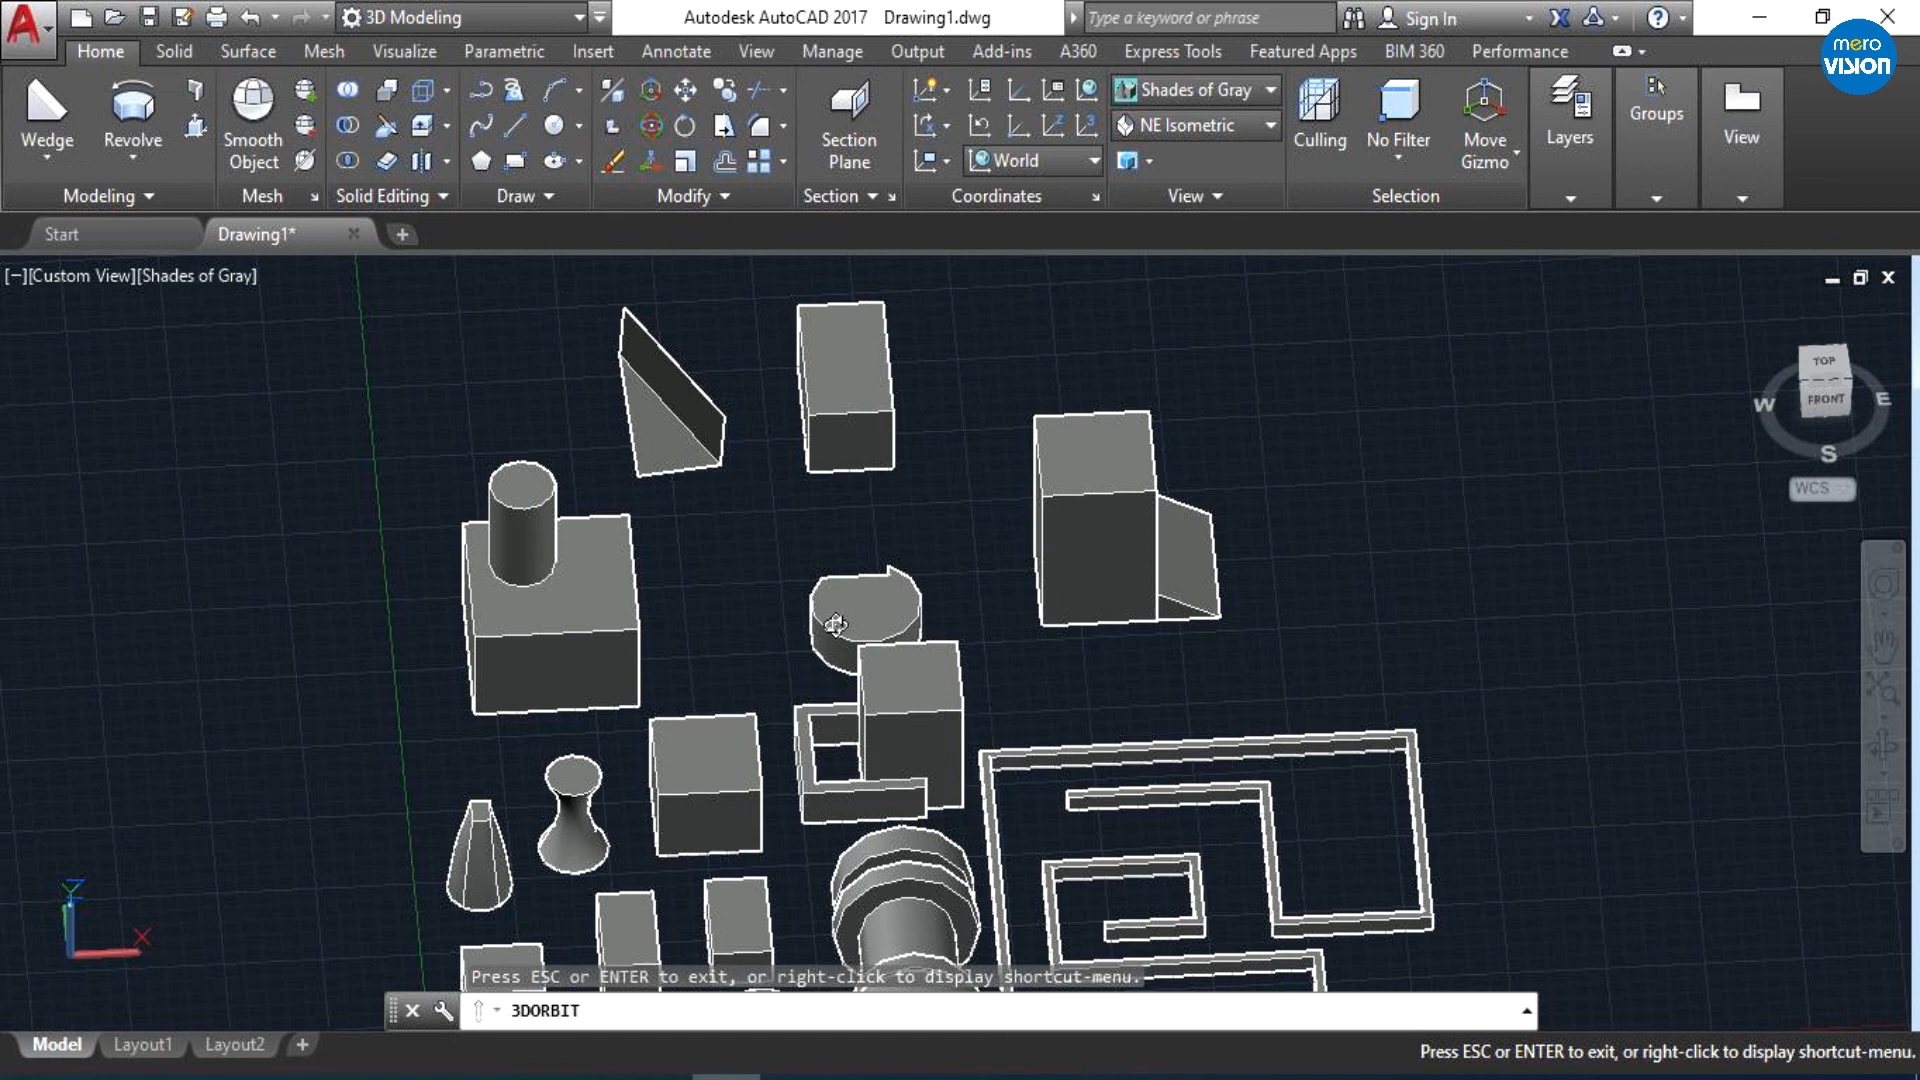 3D Modeling
Autodesk AutoCAD 2017 Drawing1.dwg
Type a keyword or phrase
Sign In
mero
VISION
Home Solid Surface Mesh Visualize Parametric Insert Annotate View Manage Output Add-ins A360 Express Tools Featured Apps BIM 360 Performance
Wedge
Revolve
Smooth
Object
Section
Plane
World
Shades of Gray
NE Isometric
Culling
No Filter
Move
Gizmo
Layers
Groups
View
Modeling Mesh Solid Editing Draw Modify Section Coordinates View Selection
Start Drawing1* +
[−][Custom View][Shades of Gray]
TOP
FRONT
W
E
S
WCS
X
Press ESC or ENTER to exit, or right-click to display shortcut-menu.
3DORBIT
Model Layout1 Layout2 +
Press ESC or ENTER to exit, or right-click to display shortcut-menu.